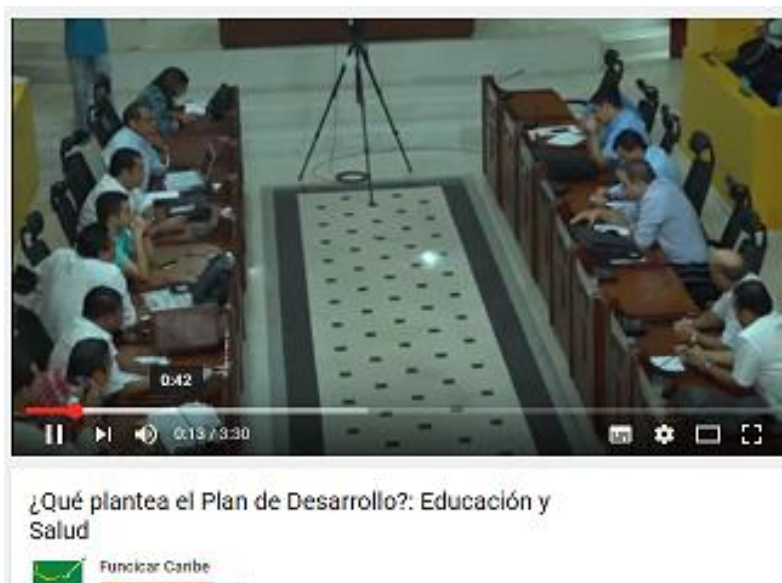 0:42
0:13 / 3:30
¿Qué plantea el Plan de Desarrollo?: Educación y
Salud
Funcicar Caribe